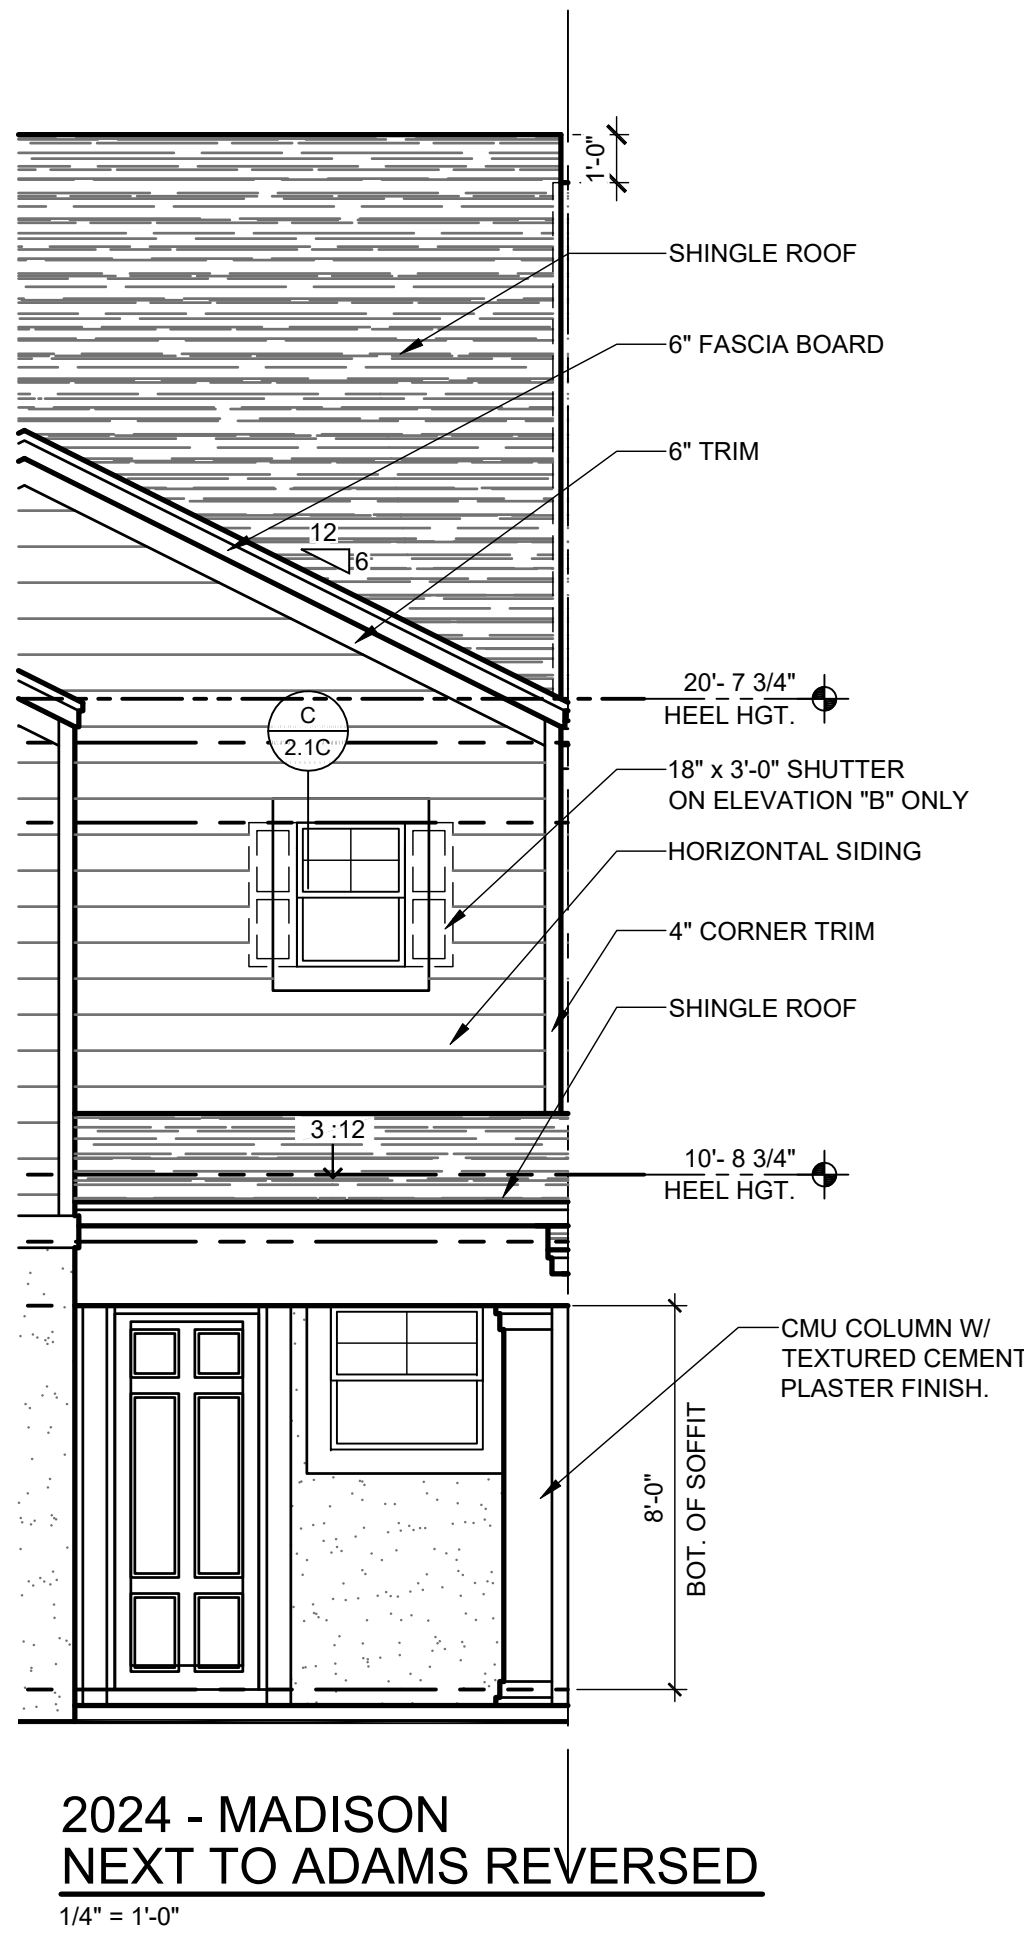 1'-0"
SHINGLE ROOF
6" FASCIA BOARD
6" TRIM
12
6
20'- 7 3/4"
HEEL HGT.
C
2.1C
18" x 3'-0" SHUTTER
ON ELEVATION "B" ONLY
HORIZONTAL SIDING
4" CORNER TRIM
SHINGLE ROOF
3 :12
10'- 8 3/4"
HEEL HGT.
CMU COLUMN W/
TEXTURED CEMENT
PLASTER FINISH.
8'-0"
BOT. OF SOFFIT
2024 - MADISON
NEXT TO ADAMS REVERSED
1/4" = 1'-0"